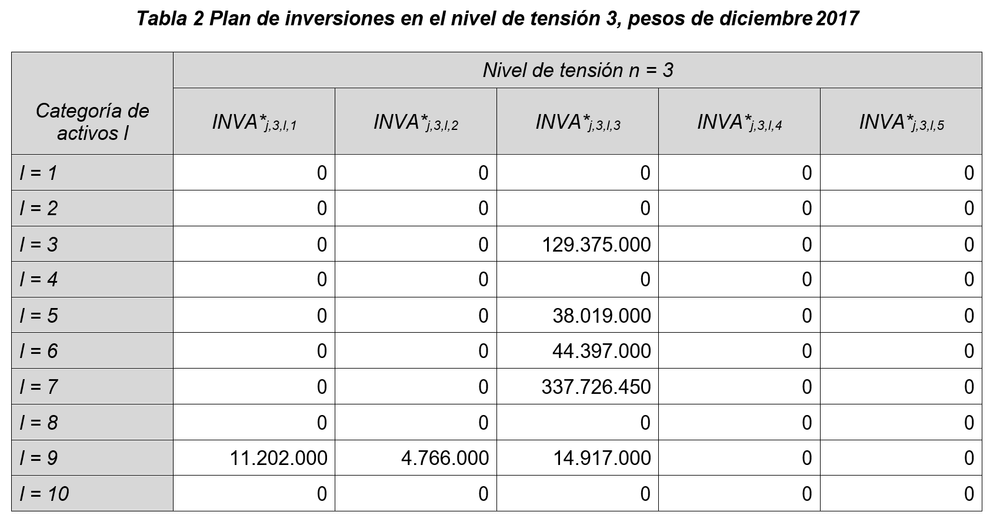 Tabla 2 Plan de inversiones en el nivel de tensión 3, pesos de diciembre 2017
Categoría de activos l
Nivel de tensión n = 3
INVA*j,3,l,1 INVA*j,3,l,2 INVA*j,3,l,3 INVA*j,3,l,4 INVA*j,3,l,5
l = 1 0 0 0 0 0
l = 2 0 0 0 0 0
l = 3 0 0 129.375.000 0 0
l = 4 0 0 0 0 0
l = 5 0 0 38.019.000 0 0
l = 6 0 0 44.397.000 0 0
l = 7 0 0 337.726.450 0 0
l = 8 0 0 0 0 0
l = 9 11.202.000 4.766.000 14.917.000 0 0
l = 10 0 0 0 0 0